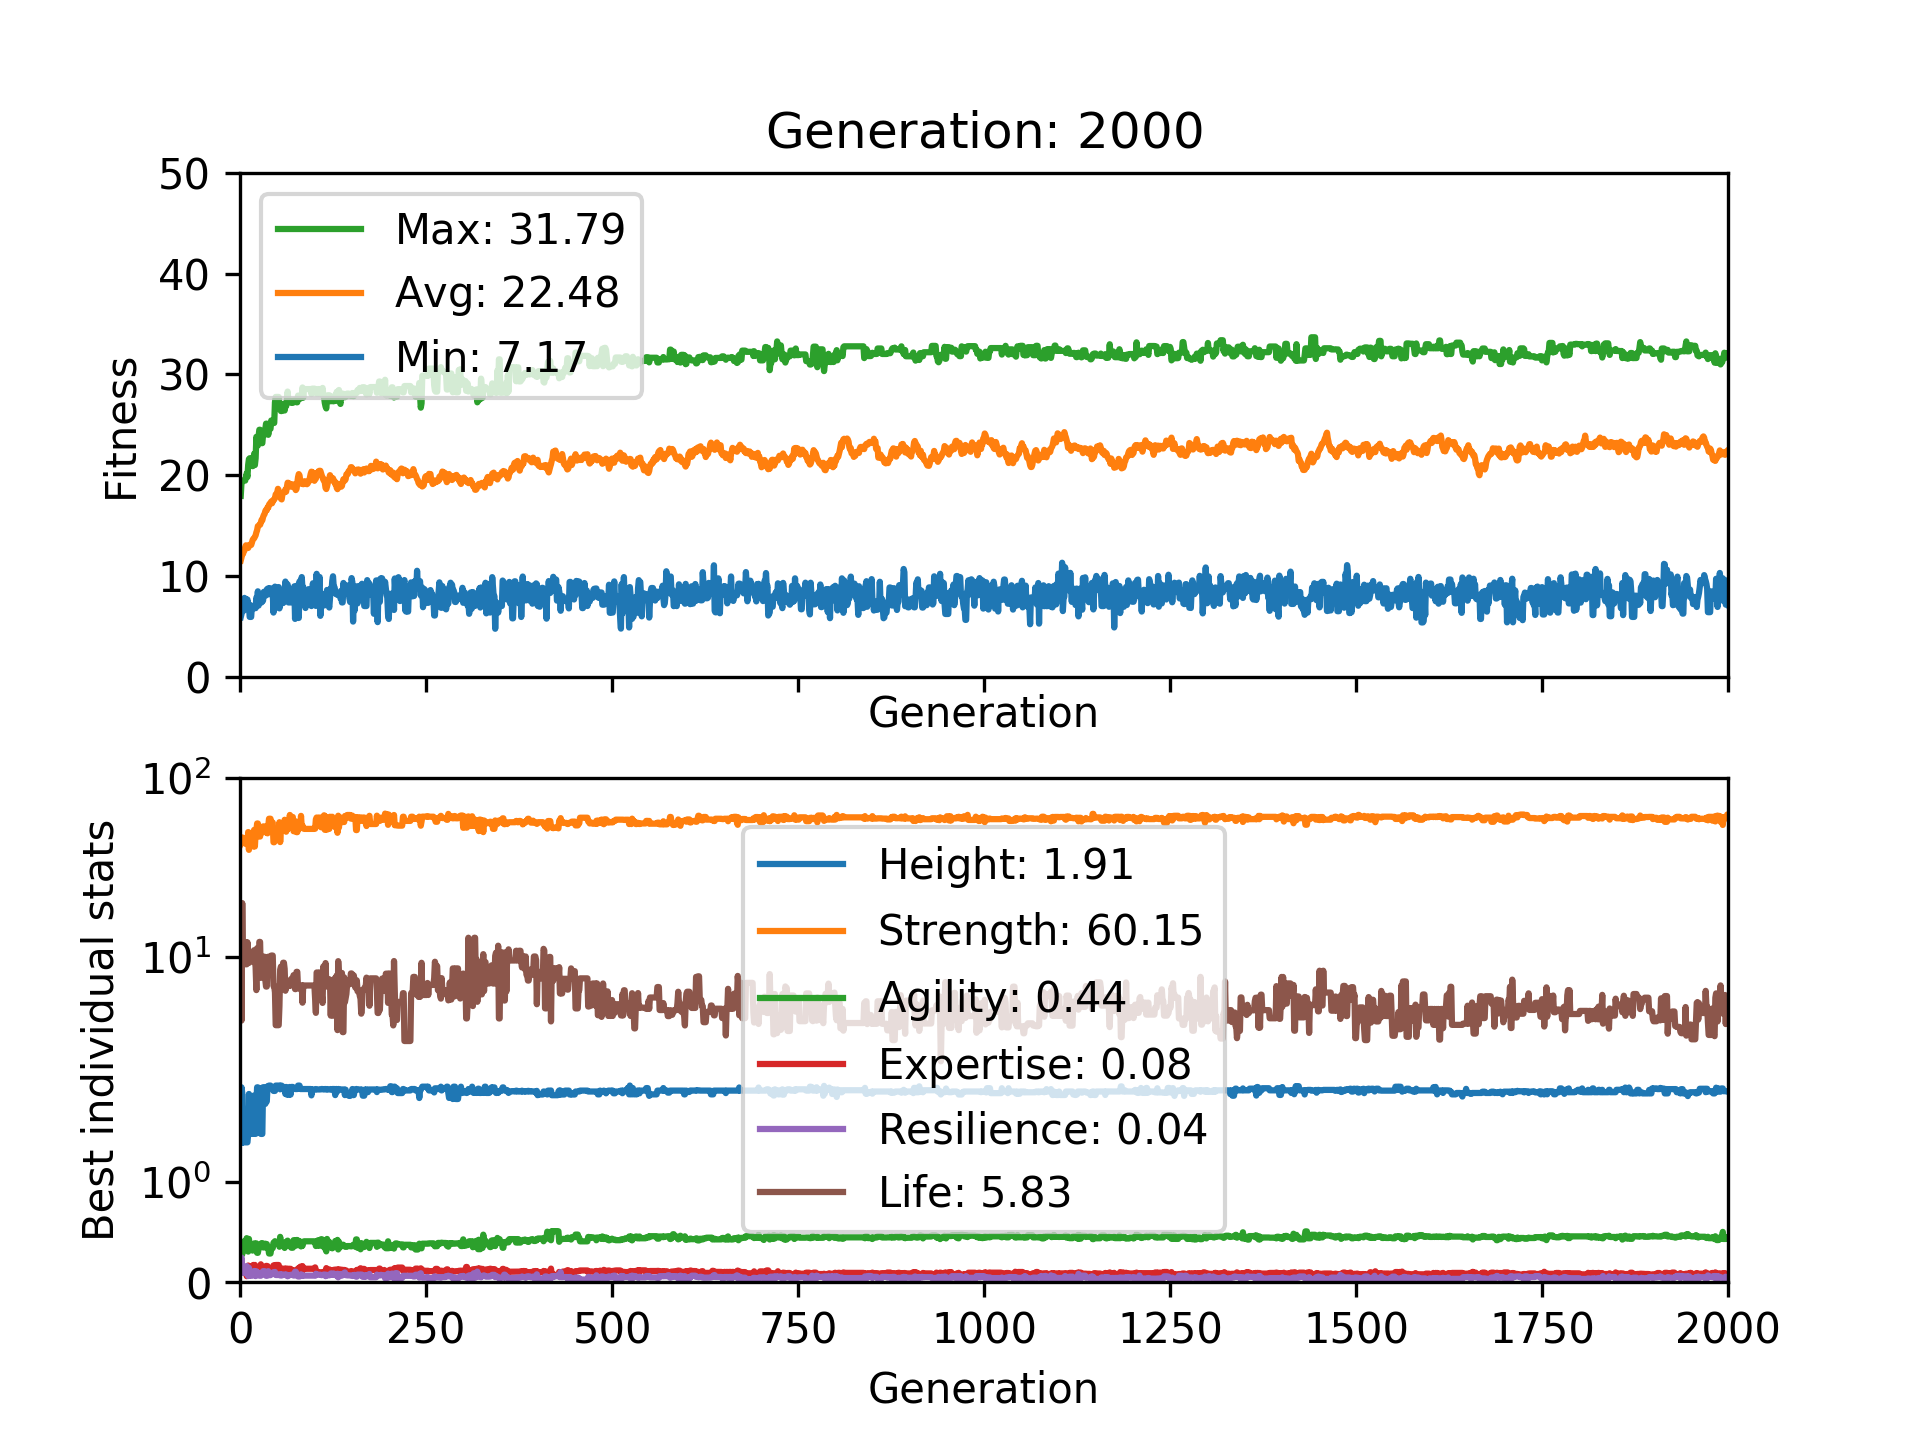 Generation: 2000
50
40
30
20
10
0
Fitness
Max: 31.79
Avg: 22.48
Min: 7.17
Generation
10²
10¹
10⁰
0
Best individual stats
Height: 1.91
Strength: 60.15
Agility: 0.44
Expertise: 0.08
Resilience: 0.04
Life: 5.83
0 250 500 750 1000 1250 1500 1750 2000
Generation